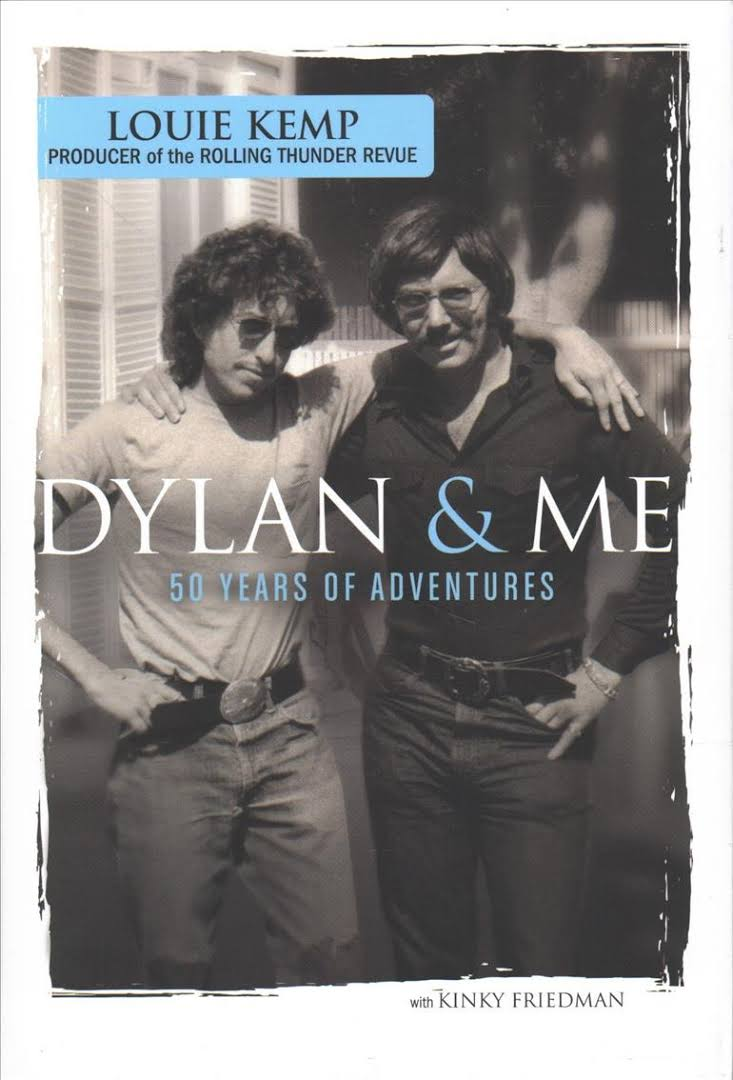 LOUIE KEMP
PRODUCER of the ROLLING THUNDER REVUE
DYLAN & ME
50 YEARS OF ADVENTURES
with KINKY FRIEDMAN